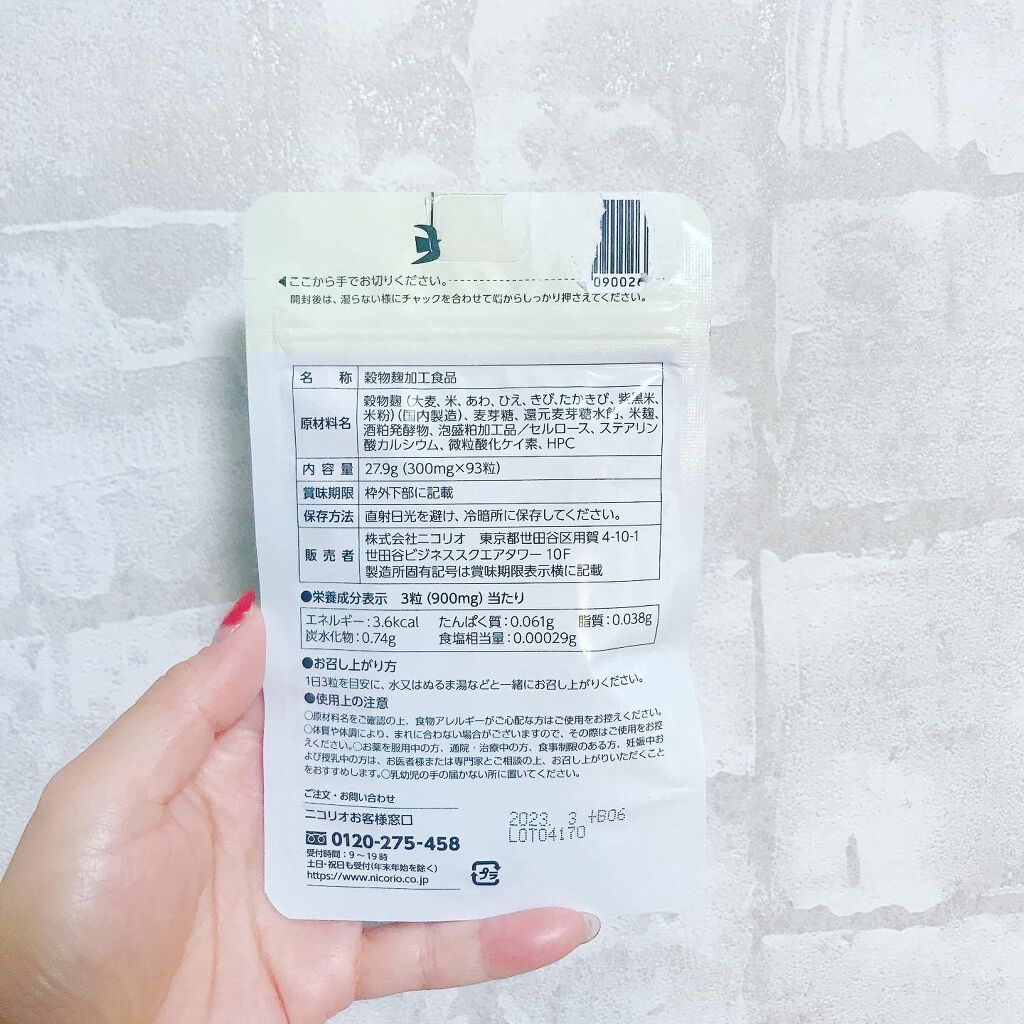 ◀ここから手でお切りください。
09002
開封後は、湿らない様にチャックを合わせて端からしっかり押さえてください。
名 称 穀物麹加工食品
原材料名 穀物麹(大麦、米、あわ、ひえ、きび、たかきび、紫黒米、
米粉)(国内製造)、麦芽糖、還元麦芽糖水飴、米麹、
酒粕発酵物、泡盛粕加工品/セルロース、ステアリン
酸カルシウム、微粒酸化ケイ素、HPC
内容量 27.9g (300mg×93粒)
賞味期限 枠外下部に記載
保存方法 直射日光を避け、冷暗所に保存してください。
販売者 株式会社ニコリオ 東京都世田谷区用賀 4-10-1
世田谷ビジネススクエアタワー 10F
製造所固有記号は賞味期限表示横に記載
●栄養成分表示 3粒 (900mg) 当たり
エネルギー:3.6kcal たんぱく質:0.061g 脂質:0.038g
炭水化物:0.74g 食塩相当量:0.00029g
●お召し上がり方
1日3粒を目安に、水又はぬるま湯などと一緒にお召し上がりください。
●使用上の注意
○原材料名をご確認の上、食物アレルギーがご心配な方はご使用をお控えください。
○体質や体調により、まれに合わない場合がございますので、その際はご使用をお控
えください。○お薬を服用中の方、通院・治療中の方、食事制限のある方、妊娠中お
よび授乳中の方は、お医者様または専門家とご相談の上、お召し上がりいただくこと
をおすすめします。○乳幼児の手の届かない所に置いてください。
ご注文・お問い合わせ
ニコリオお客様窓口
0120-275-458
受付時間:9〜19時
土日・祝日も受付(年末年始を除く)
https://www.nicorio.co.jp
プラ
2023. 3 +B06
LOT04170